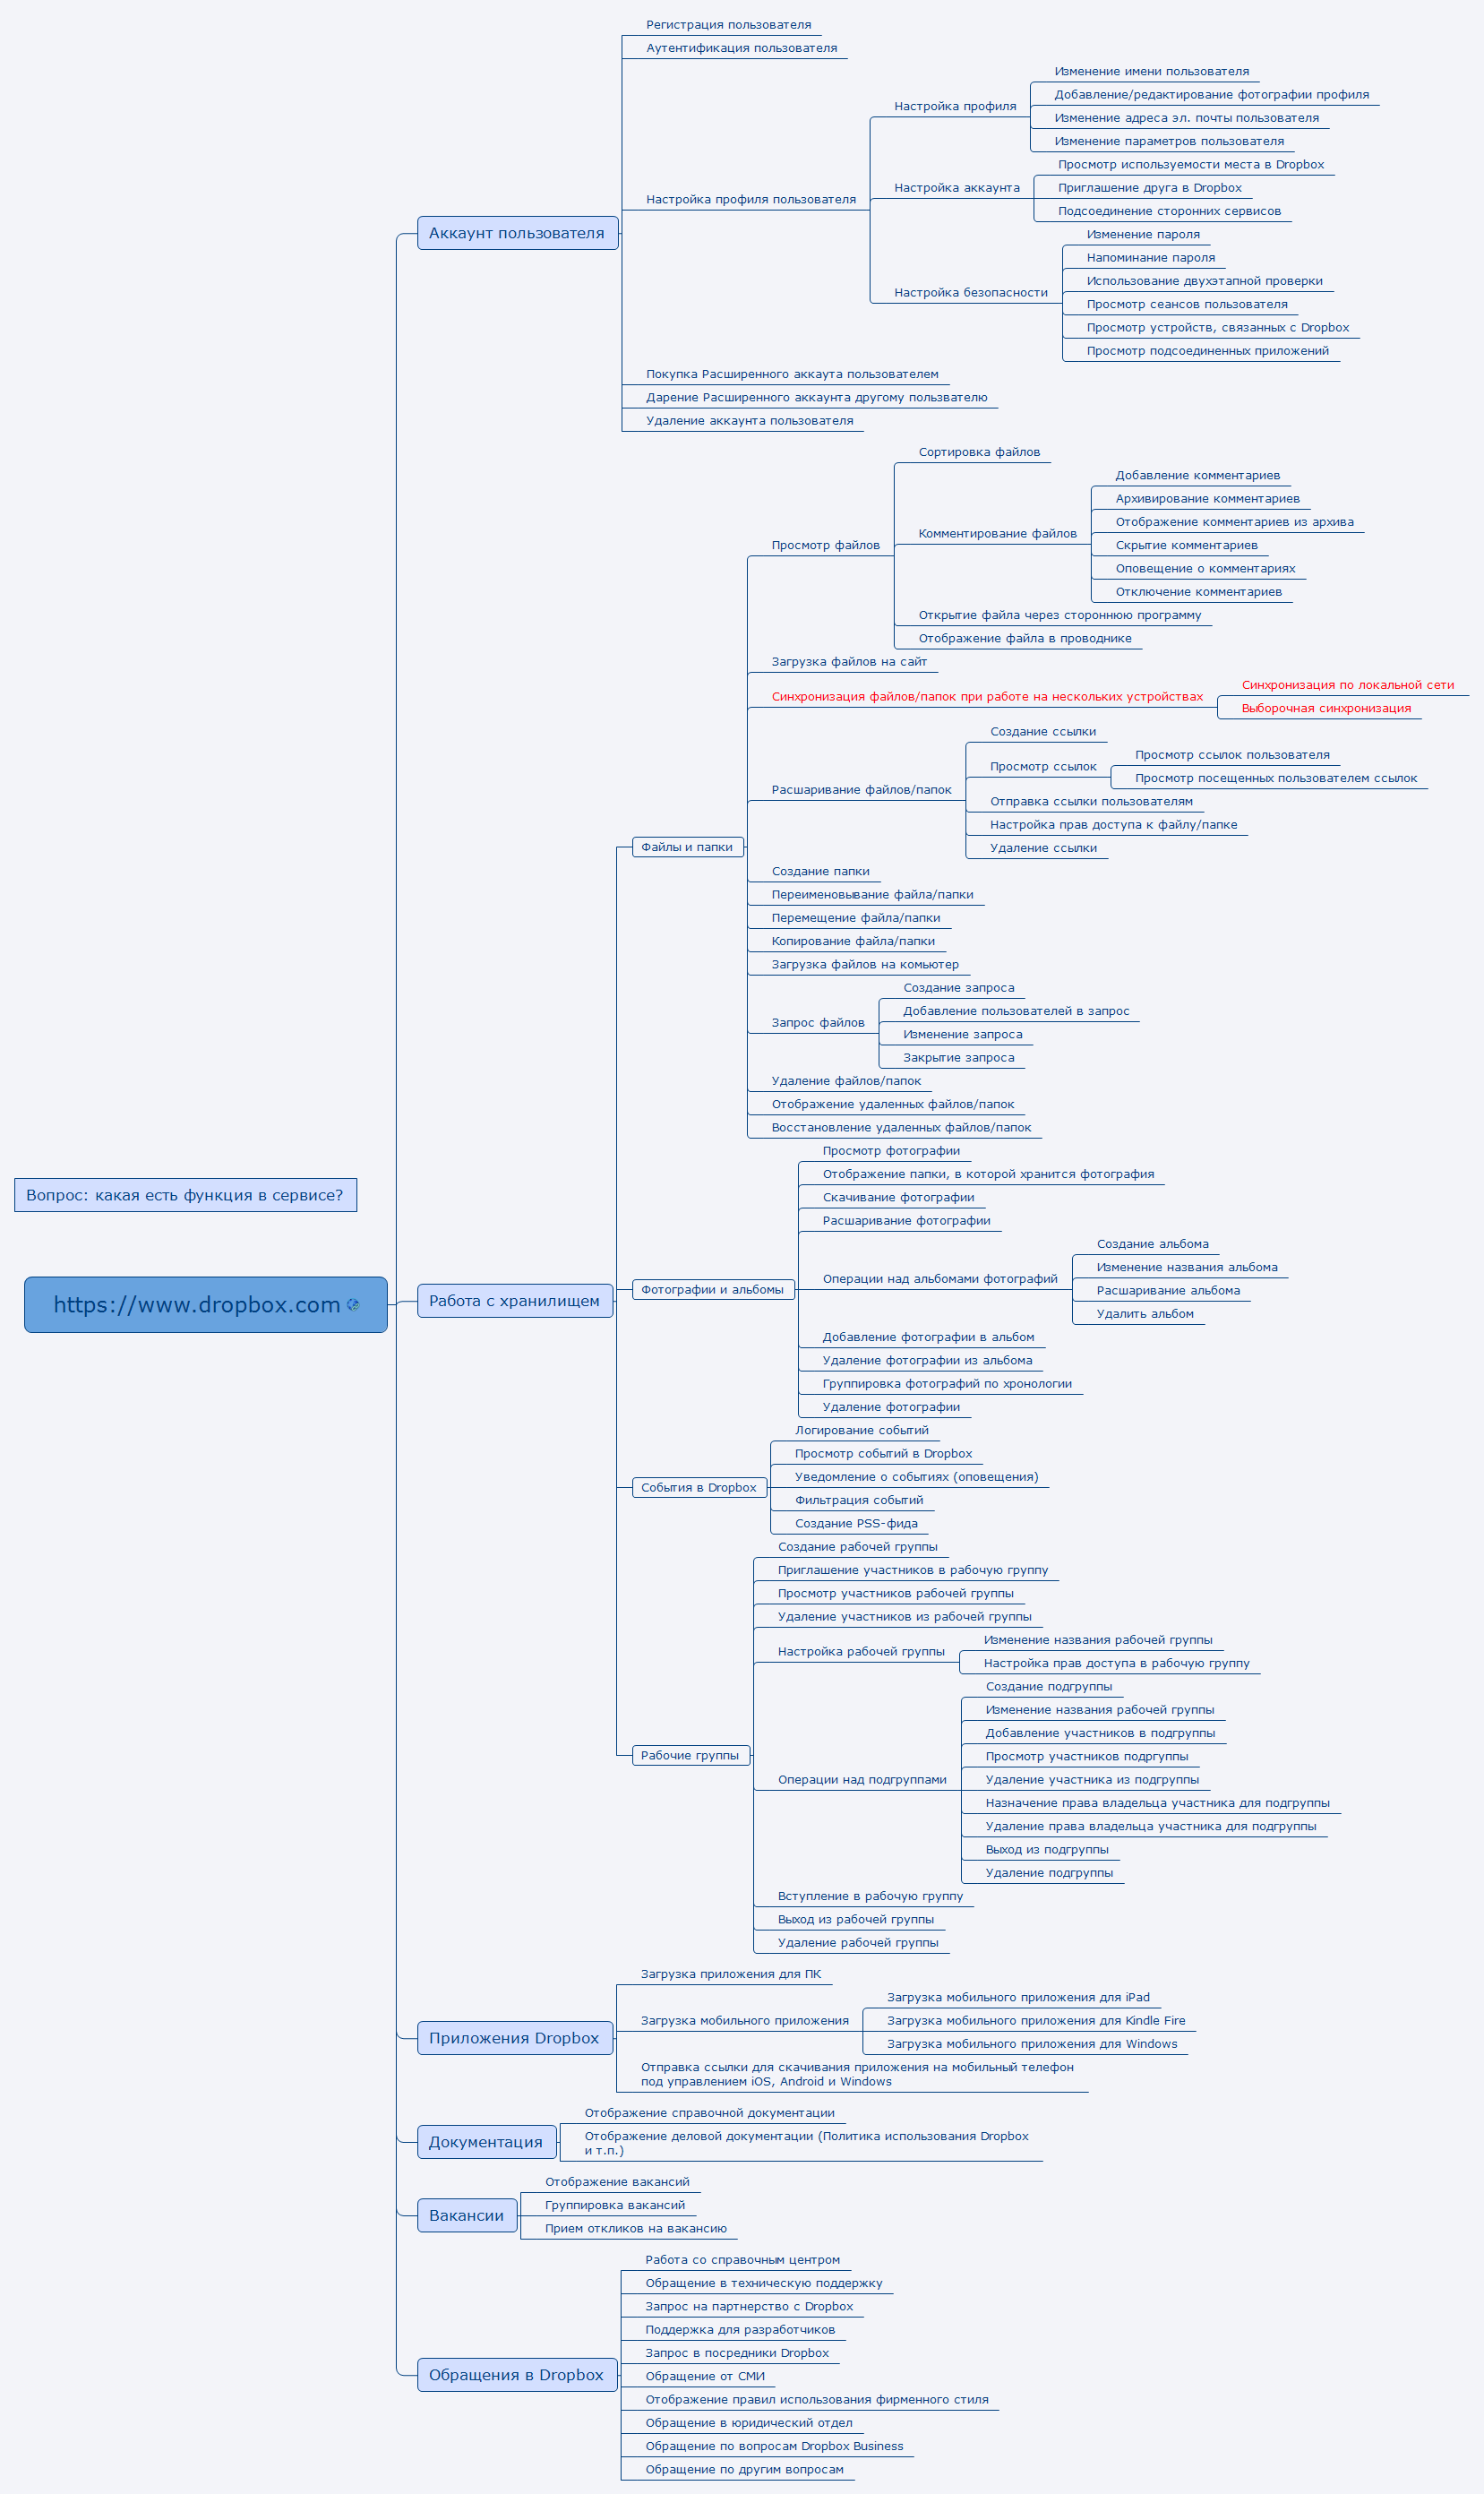 Вопрос: какая есть функция в сервисе?
https://www.dropbox.com
Аккаунт пользователя
Регистрация пользователя
Аутентификация пользователя
Настройка профиля пользователя
Настройка профиля
Изменение имени пользователя
Добавление/редактирование фотографии профиля
Изменение адреса эл. почты пользователя
Изменение параметров пользователя
Настройка аккаунта
Просмотр используемости места в Dropbox
Приглашение друга в Dropbox
Подсоединение сторонних сервисов
Настройка безопасности
Изменение пароля
Напоминание пароля
Использование двухэтапной проверки
Просмотр сеансов пользователя
Просмотр устройств, связанных с Dropbox
Просмотр подсоединенных приложений
Покупка Расширенного аккаута пользователем
Дарение Расширенного аккаунта другому пользвателю
Удаление аккаунта пользователя
Работа с хранилищем
Файлы и папки
Просмотр файлов
Сортировка файлов
Комментирование файлов
Добавление комментариев
Архивирование комментариев
Отображение комментариев из архива
Скрытие комментариев
Оповещение о комментариях
Отключение комментариев
Открытие файла через стороннюю программу
Отображение файла в проводнике
Загрузка файлов на сайт
Синхронизация файлов/папок при работе на нескольких устройствах
Синхронизация по локальной сети
Выборочная синхронизация
Расшаривание файлов/папок
Создание ссылки
Просмотр ссылок
Просмотр ссылок пользователя
Просмотр посещенных пользователем ссылок
Отправка ссылки пользователям
Настройка прав доступа к файлу/папке
Удаление ссылки
Создание папки
Переименовывание файла/папки
Перемещение файла/папки
Копирование файла/папки
Загрузка файлов на комьютер
Запрос файлов
Создание запроса
Добавление пользователей в запрос
Изменение запроса
Закрытие запроса
Удаление файлов/папок
Отображение удаленных файлов/папок
Восстановление удаленных файлов/папок
Фотографии и альбомы
Просмотр фотографии
Отображение папки, в которой хранится фотография
Скачивание фотографии
Расшаривание фотографии
Операции над альбомами фотографий
Создание альбома
Изменение названия альбома
Расшаривание альбома
Удалить альбом
Добавление фотографии в альбом
Удаление фотографии из альбома
Группировка фотографий по хронологии
Удаление фотографии
События в Dropbox
Логирование событий
Просмотр событий в Dropbox
Уведомление о событиях (оповещения)
Фильтрация событий
Создание РSS-фида
Рабочие группы
Создание рабочей группы
Приглашение участников в рабочую группу
Просмотр участников рабочей группы
Удаление участников из рабочей группы
Настройка рабочей группы
Изменение названия рабочей группы
Настройка прав доступа в рабочую группу
Операции над подгруппами
Создание подгруппы
Изменение названия рабочей группы
Добавление участников в подгруппы
Просмотр участников подргуппы
Удаление участника из подгруппы
Назначение права владельца участника для подгруппы
Удаление права владельца участника для подгруппы
Выход из подгруппы
Удаление подгруппы
Вступление в рабочую группу
Выход из рабочей группы
Удаление рабочей группы
Приложения Dropbox
Загрузка приложения для ПК
Загрузка мобильного приложения
Загрузка мобильного приложения для iPad
Загрузка мобильного приложения для Kindle Fire
Загрузка мобильного приложения для Windows
Отправка ссылки для скачивания приложения на мобильный телефон
под управлением iOS, Android и Windows
Документация
Отображение справочной документации
Отображение деловой документации (Политика использования Dropbox
и т.п.)
Вакансии
Отображение вакансий
Группировка вакансий
Прием откликов на вакансию
Обращения в Dropbox
Работа со справочным центром
Обращение в техническую поддержку
Запрос на партнерство с Dropbox
Поддержка для разработчиков
Запрос в посредники Dropbox
Обращение от СМИ
Отображение правил использования фирменного стиля
Обращение в юридический отдел
Обращение по вопросам Dropbox Business
Обращение по другим вопросам